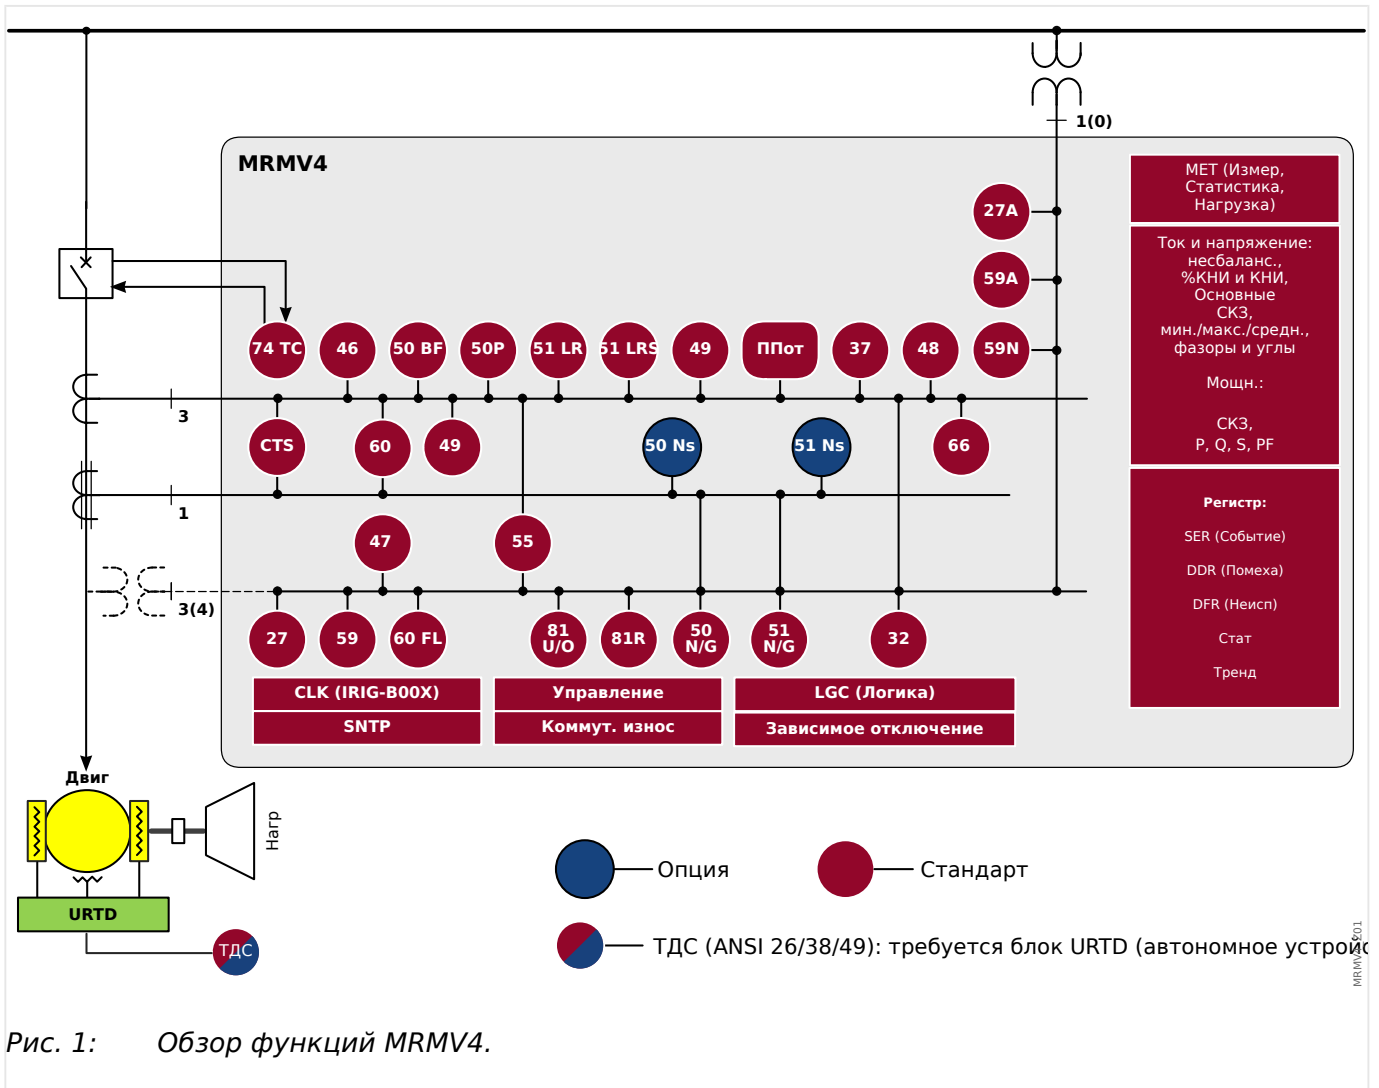 1(0)
MRMV4
27A
59A
59N
74 TC
46
50 BF
50P
51 LR
51 LRS
49
ППот
37
48
3
CTS
60
49
50 Ns
51 Ns
66
1
47
55
3(4)
27
59
60 FL
81
U/O
81R
50
N/G
51
N/G
32
CLK (IRIG-B00X)
SNTP
Управление
Коммут. износ
LGC (Логика)
Зависимое отключение
МЕТ (Измер,
Статистика,
Нагрузка)
Ток и напряжение:
несбаланс.,
%КНИ и КНИ,
Основные
СКЗ,
мин./макс./средн.,
фазоры и углы
Мощн.:
СКЗ,
P, Q, S, PF
Регистр:
SER (Событие)
DDR (Помеха)
DFR (Неисп)
Стат
Тренд
Двиг
Нагр
URTD
ТДС
Опция
Стандарт
ТДС (ANSI 26/38/49): требуется блок URTD (автономное
Рис. 1: Обзор функций MRMV4.